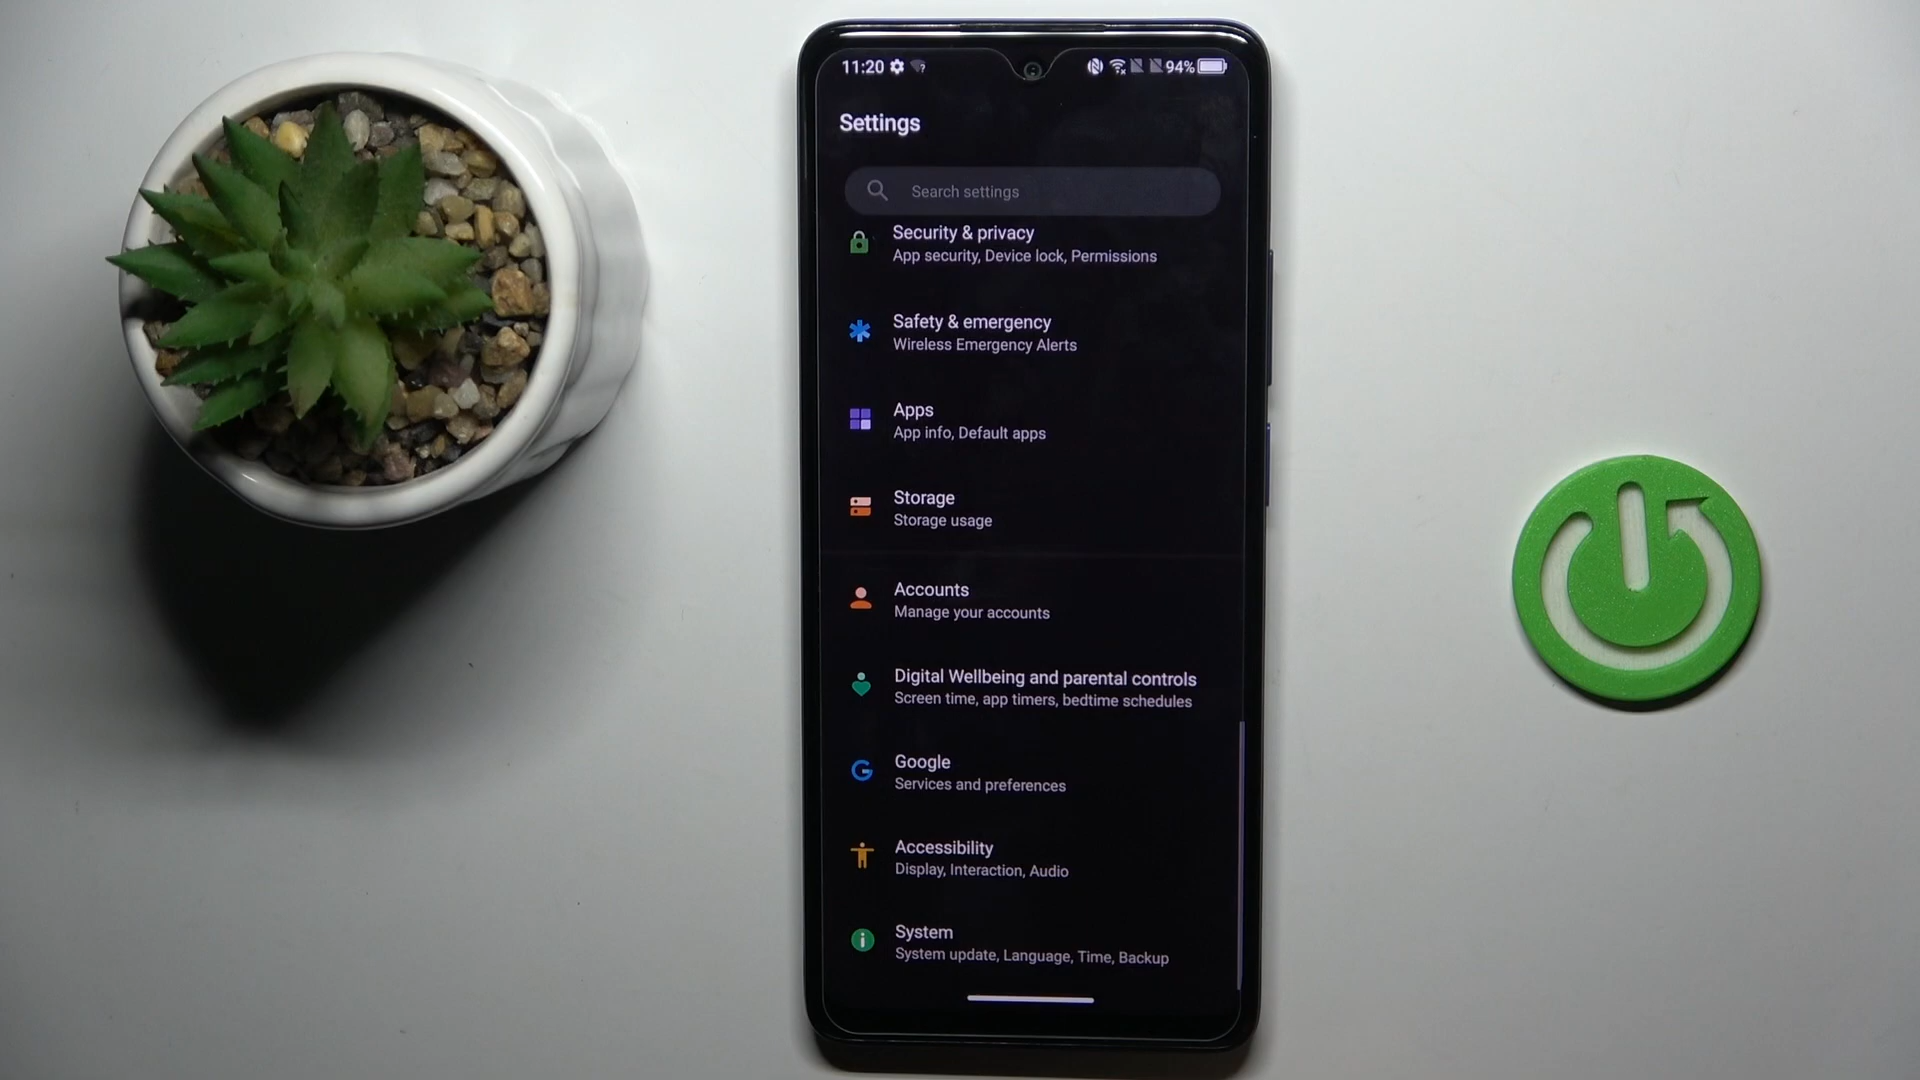 11:20 94%
Settings
Search settings
Security & privacy
App security, Device lock, Permissions
Safety & emergency
Wireless Emergency Alerts
Apps
App info, Default apps
Storage
Storage usage
Accounts
Manage your accounts
Digital Wellbeing and parental controls
Screen time, app timers, bedtime schedules
Google
Services and preferences
Accessibility
Display, Interaction, Audio
System
System update, Language, Time, Backup